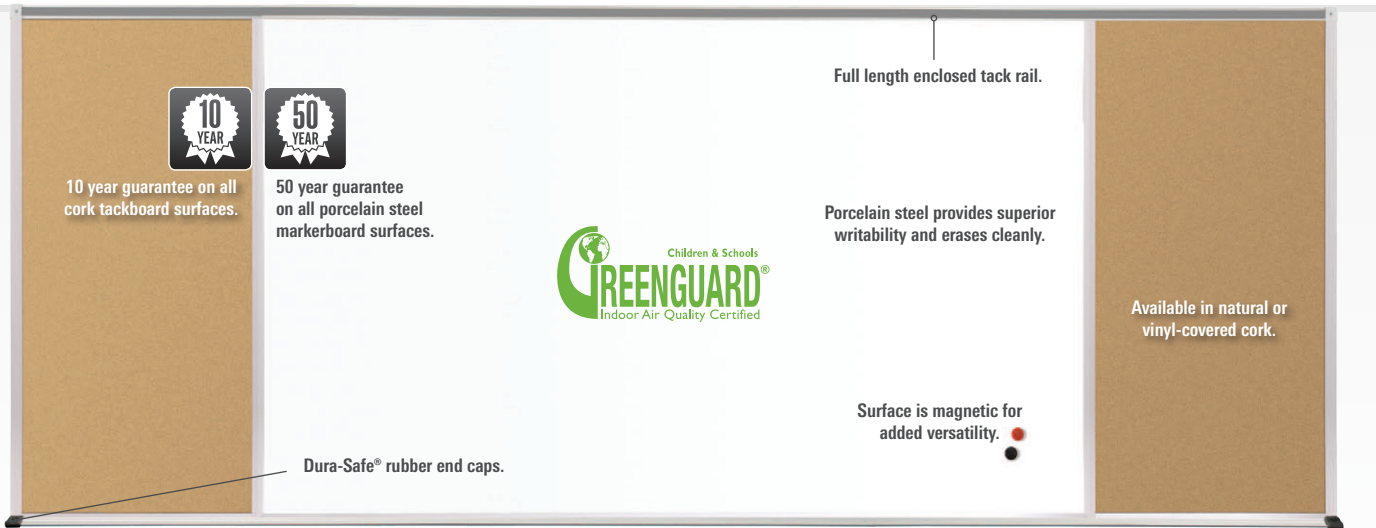 Full length enclosed tack rail.
10
YEAR
50
YEAR
10 year guarantee on all
cork tackboard surfaces.
50 year guarantee
on all porcelain steel
markerboard surfaces.
Porcelain steel provides superior
writability and erases cleanly.
Children & Schools
GREENGUARD®
Indoor Air Quality Certified
Available in natural or
vinyl-covered cork.
Surface is magnetic for
added versatility.
Dura-Safe® rubber end caps.